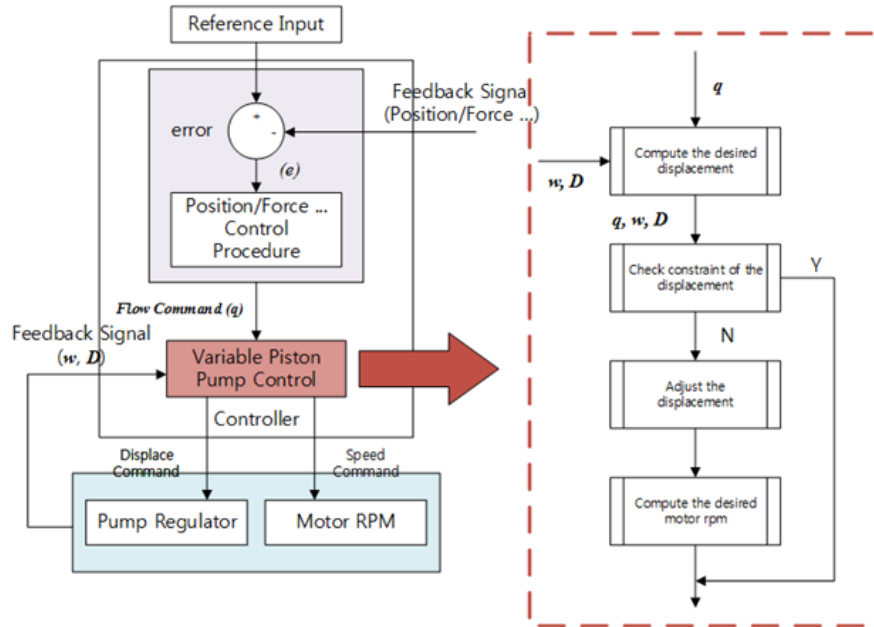 Reference Input
Feedback Signa
(Position/Force ...)
error
+
-
(e)
Position/Force ...
Control
Procedure
Flow Command (q)
Feedback Signal
(w, D)
Variable Piston
Pump Control
Controller
Displace
Command
Speed
Command
Pump Regulator
Motor RPM
q
Compute the desired
displacement
w, D
q, w, D
Check constraint of the
displacement
Y
N
Adjust the
displacement
Compute the desired
motor rpm